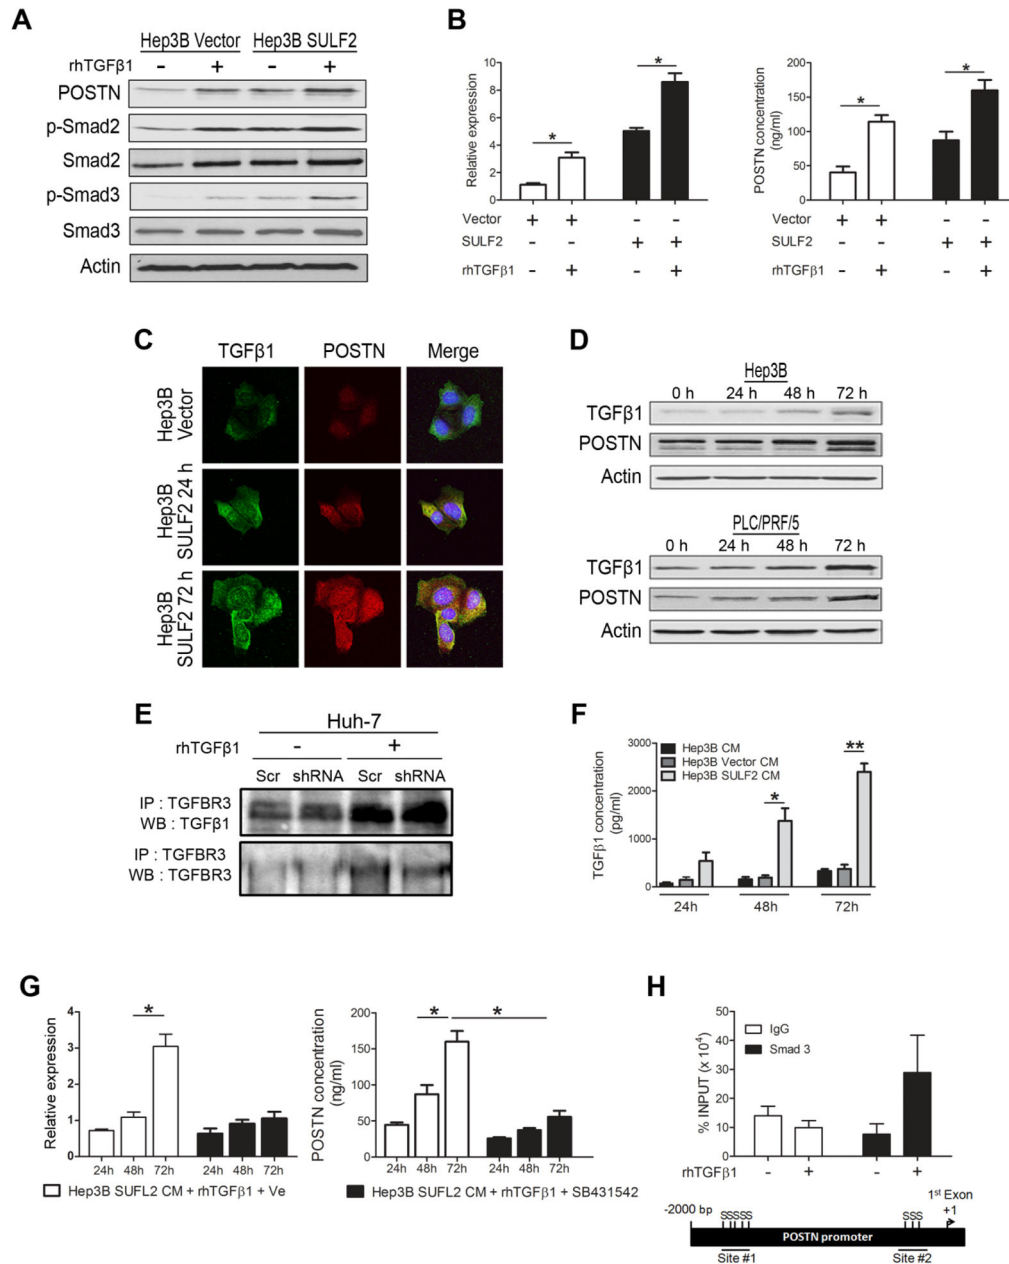 A
Hep3B Vector Hep3B SULF2
rhTGFβ1 - + - +
POSTN
p-Smad2
Smad2
p-Smad3
Smad3
Actin
B
Relative expression
10
8
6
4
2
0
*
*
Vector + + - -
SULF2 - - + +
rhTGFβ1 - + - +
POSTN concentration
(ng/ml)
200
150
100
50
0
*
*
Vector + + - -
SULF2 - - + +
rhTGFβ1 - + - +
C
TGFβ1 POSTN Merge
Hep3B
Vector
Hep3B
SULF2 24 h
Hep3B
SULF2 72 h
D
Hep3B
0 h 24 h 48 h 72 h
TGFβ1
POSTN
Actin
PLC/PRF/5
0 h 24 h 48 h 72 h
TGFβ1
POSTN
Actin
E
Huh-7
rhTGFβ1 - +
Scr shRNA Scr shRNA
IP : TGFBR3
WB : TGFβ1
IP : TGFBR3
WB : TGFBR3
F
TGFβ1 concentration
(pg/ml)
3000
2000
1000
0
Hep3B CM
Hep3B Vector CM
Hep3B SULF2 CM
*
**
24h 48h 72h
G
Relative expression
4
3
2
1
0
*
24h 48h 72h 24h 48h 72h
POSTN concentration
(ng/ml)
200
150
100
50
0
* *
24h 48h 72h 24h 48h 72h
Hep3B SUFL2 CM + rhTGFβ1 + Ve
Hep3B SUFL2 CM + rhTGFβ1 + SB431542
H
% INPUT (x 10⁴)
50
40
30
20
10
0
IgG
Smad 3
rhTGFβ1 - + - +
1st Exon
-2000 bp SSSSS SSS +1
POSTN promoter
Site #1 Site #2